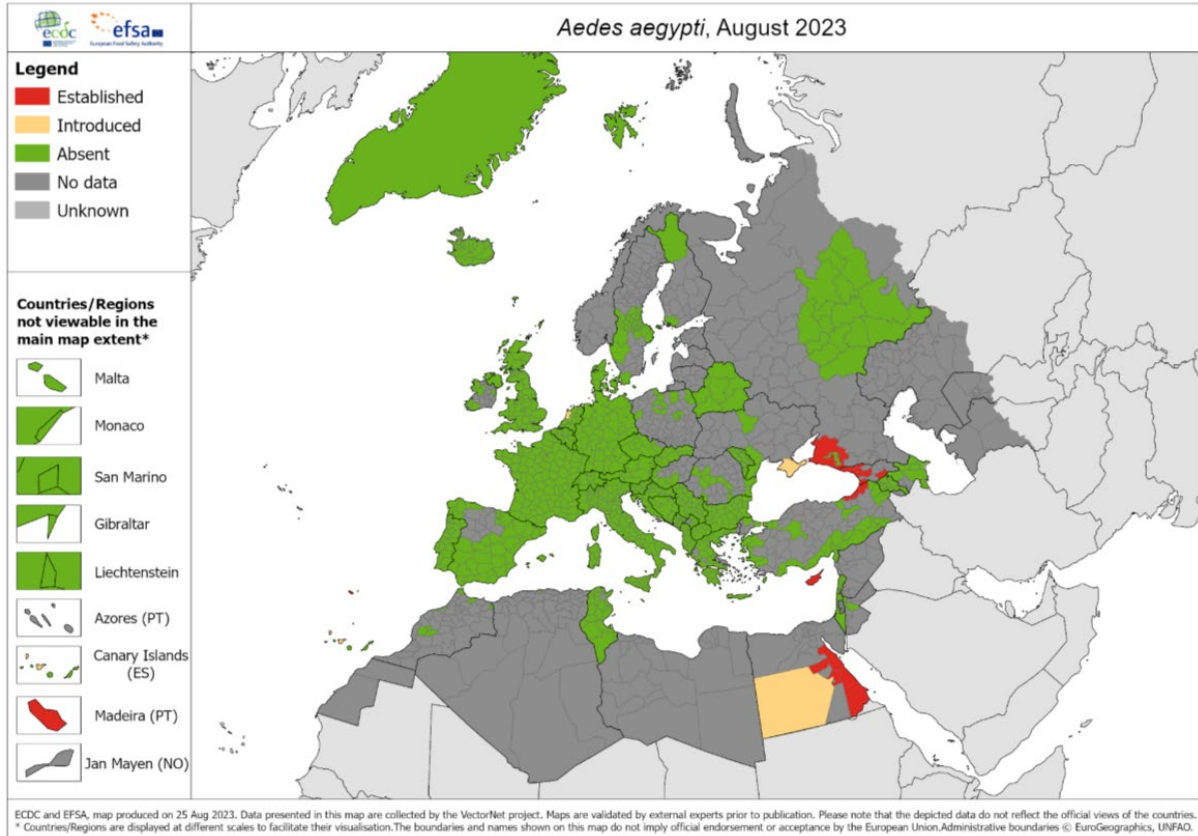 ecdc
efsa
European Food Safety Authority
Aedes aegypti, August 2023
Legend
Established
Introduced
Absent
No data
Unknown
Countries/Regions
not viewable in the
main map extent*
Malta
Monaco
San Marino
Gibraltar
Liechtenstein
Azores (PT)
Canary Islands
(ES)
Madeira (PT)
Jan Mayen (NO)
ECDC and EFSA, map produced on 25 Aug 2023. Data presented in this map are collected by the VectorNet project. Maps are validated by external experts prior to publication. Please note that the depicted data do not reflect the official views of the countries.
* Countries/Regions are displayed at different scales to facilitate their visualisation.The boundaries and names shown on this map do not imply official endorsement or acceptance by the European Union.Administrative boundaries © EuroGeographics, UNFAO.